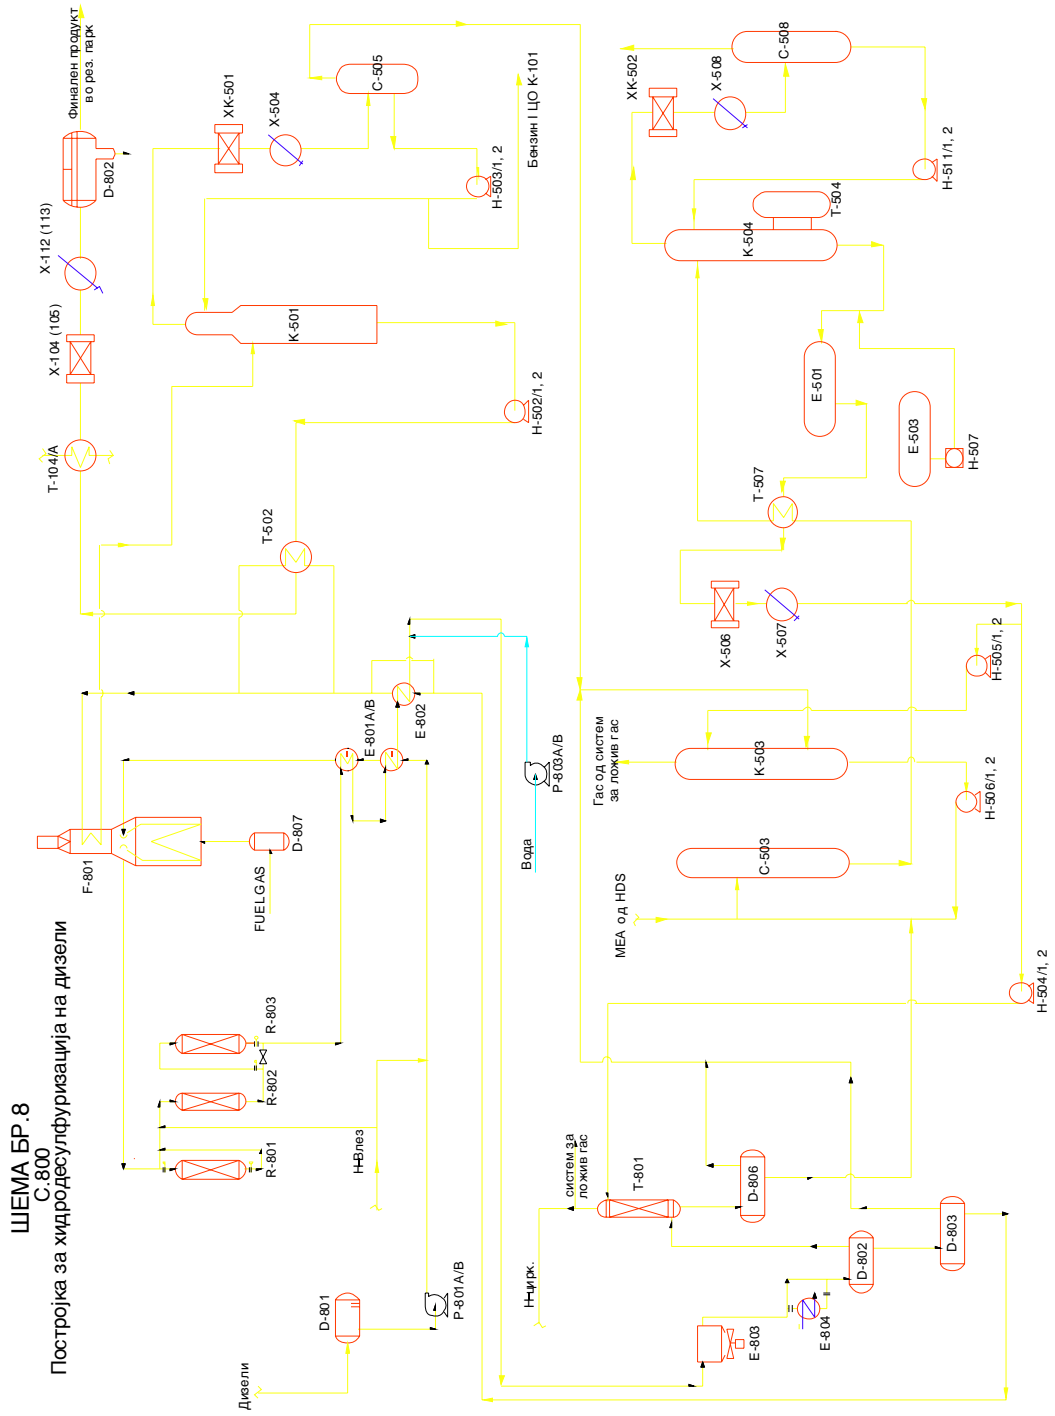 ШЕМА БР.8
С.800
Постројка за хидродесулфуризација на дизели
Дизели
D-801
P-801A/B
Н-Влез
R-801
R-802
R-803
F-801
FUELGAS
D-807
E-801A/B
E-802
P-803A/B
Вода
T-502
T-104/A
X-104 (105)
X-112 (113)
D-802
Финален продукт
во рез. парк
K-501
H-502/1, 2
XK-501
X-504
C-505
H-503/1, 2
Бензин I ЦО К-101
Н-цирк.
систем за
ложив гас
T-801
D-806
E-803
E-804
D-802
D-803
H-504/1, 2
МЕА од HDS
C-503
K-503
Гас од систем
за ложив гас
H-506/1, 2
H-505/1, 2
X-506
X-507
T-507
E-501
E-503
H-507
K-504
T-504
XK-502
X-508
C-508
H-511/1, 2